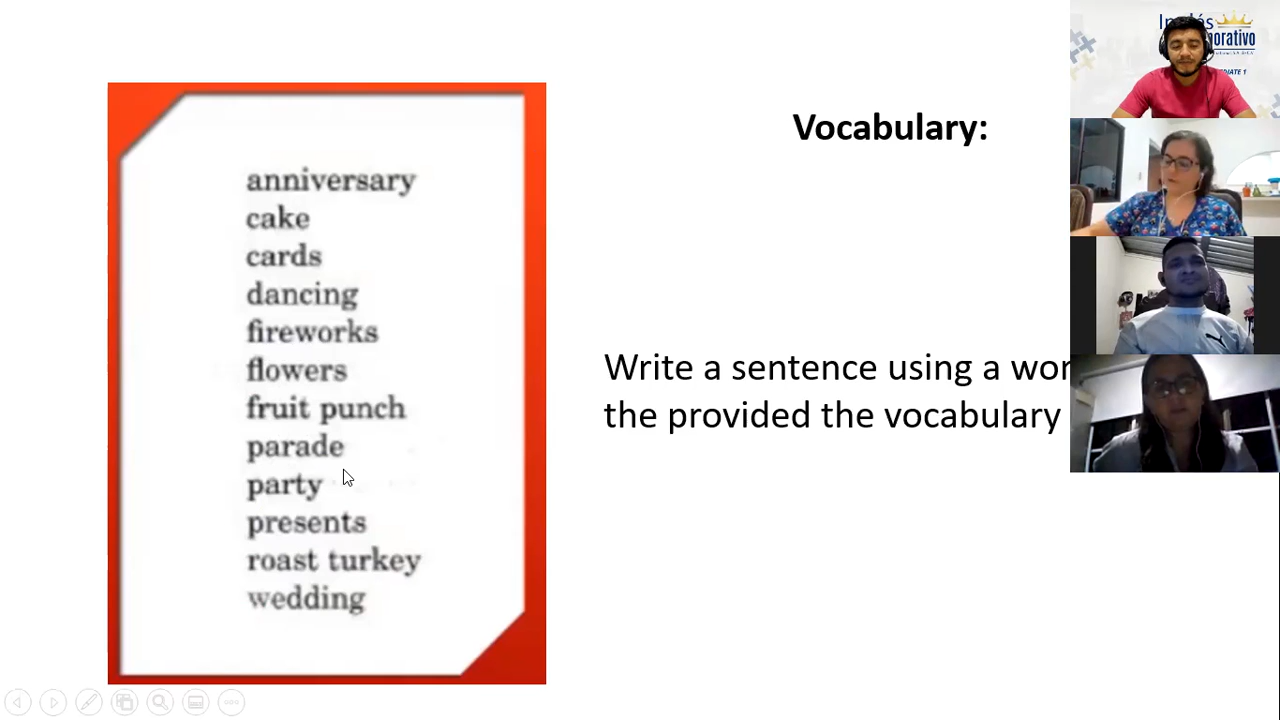 Vocabulary:
anniversary
cake
cards
dancing
fireworks
flowers
fruit punch
parade
party
presents
roast turkey
wedding
Write a sentence using a
the provided the vocabulary